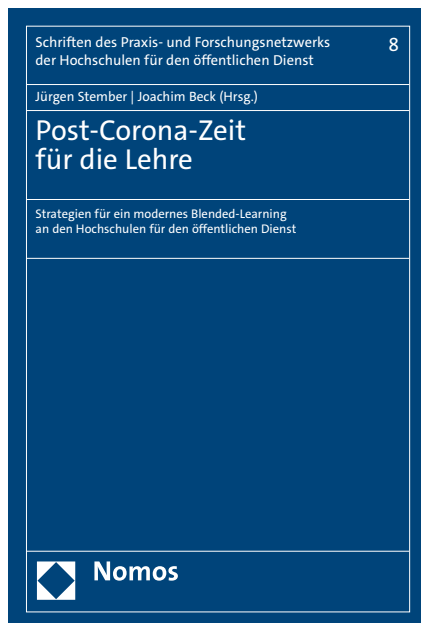 Schriften des Praxis- und Forschungsnetzwerks
der Hochschulen für den öffentlichen Dienst
8
Jürgen Stember | Joachim Beck (Hrsg.)
Post-Corona-Zeit
für die Lehre
Strategien für ein modernes Blended-Learning
an den Hochschulen für den öffentlichen Dienst
Nomos